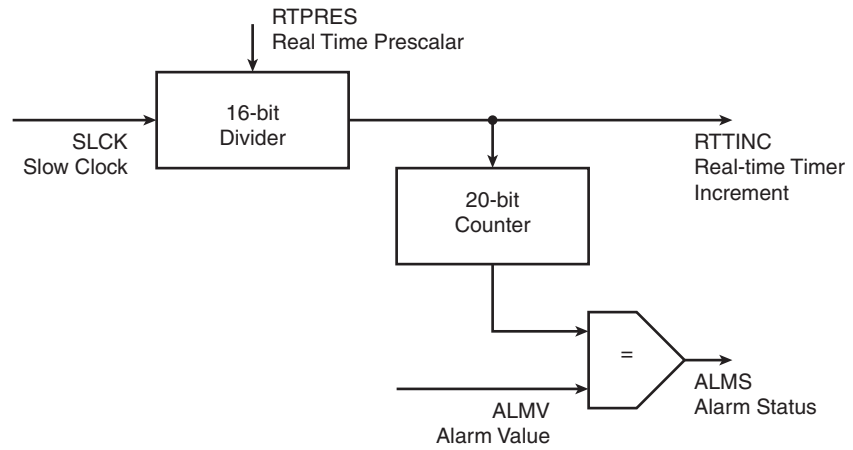 RTPRES
Real Time Prescalar
16-bit
Divider
SLCK
Slow Clock
RTTINC
Real-time Timer
Increment
20-bit
Counter
=
ALMS
Alarm Status
ALMV
Alarm Value